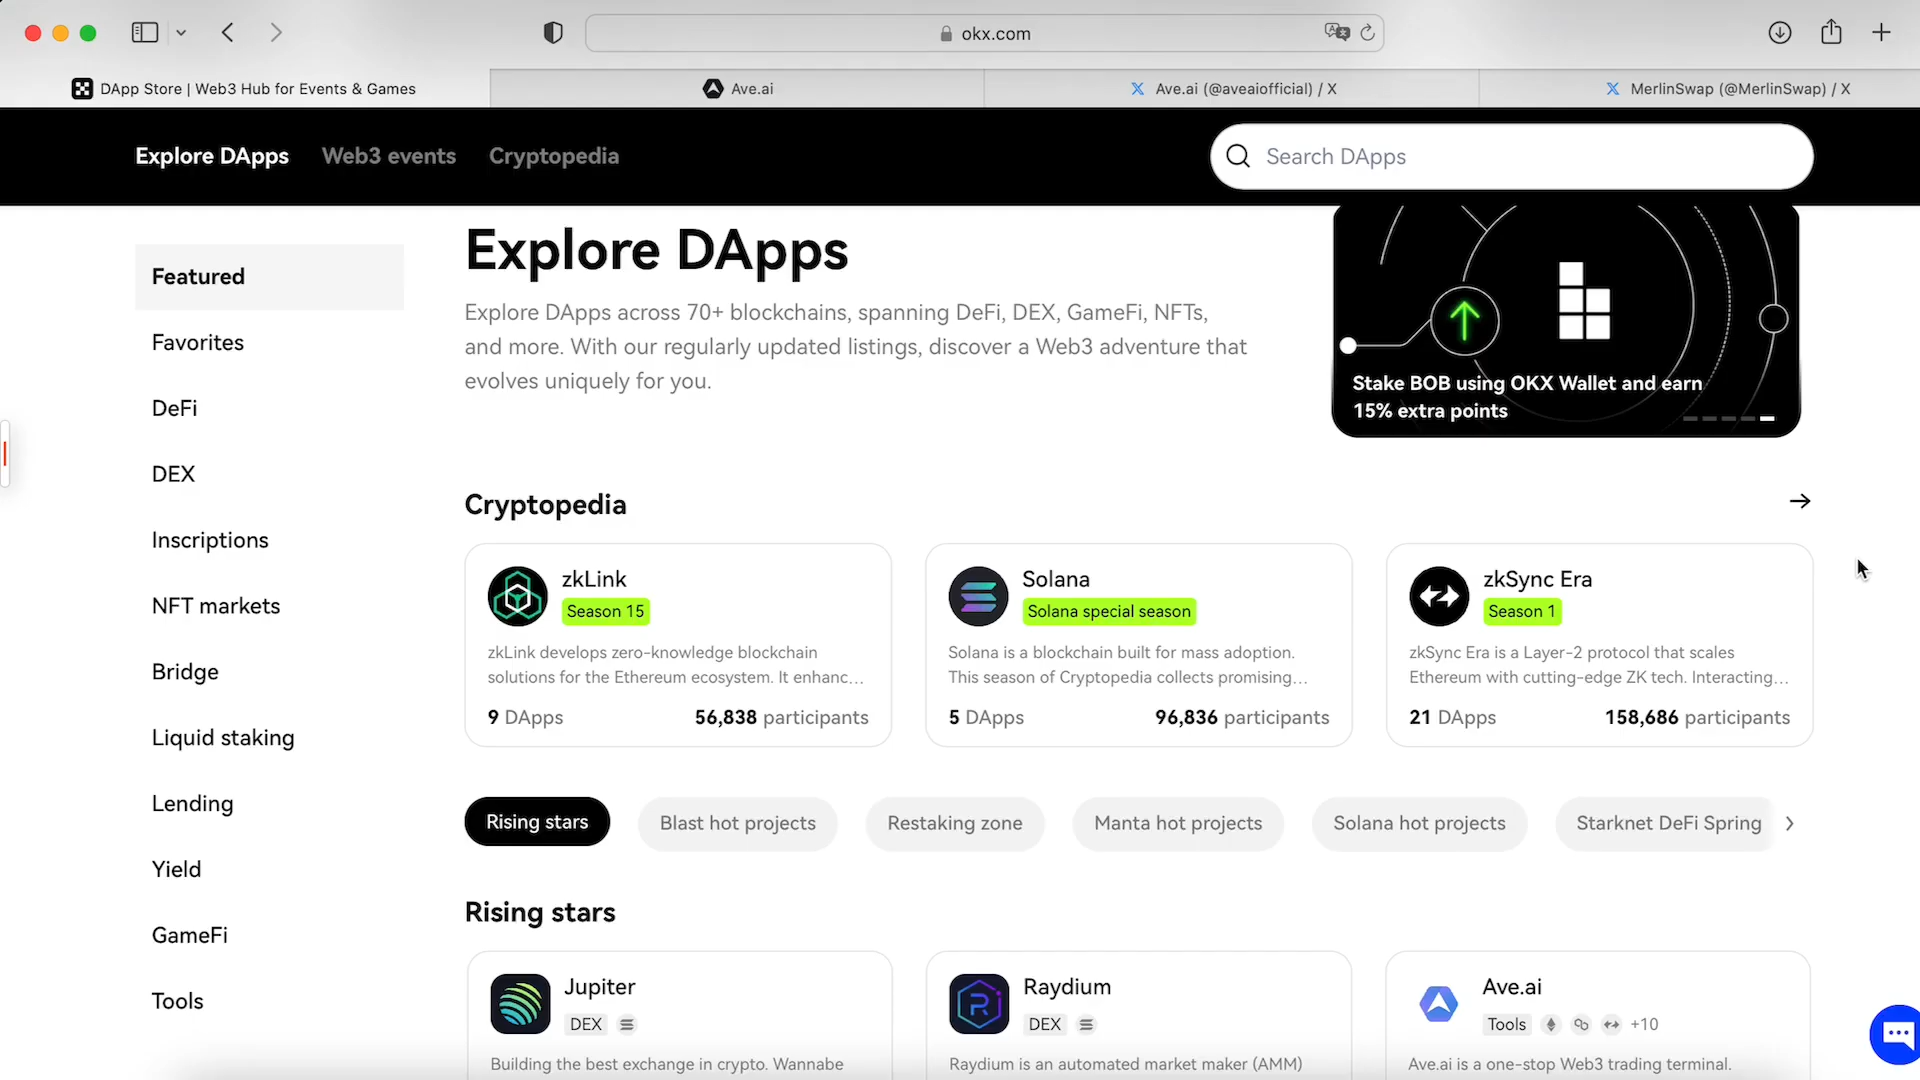 okx.com
DApp Store | Web3 Hub for Events & Games
Ave.ai
Ave.ai (@aveaiofficial) / X
MerlinSwap (@MerlinSwap) / X
Explore DApps
Web3 events
Cryptopedia
Search DApps
Featured
Favorites
DeFi
DEX
Inscriptions
NFT markets
Bridge
Liquid staking
Lending
Yield
GameFi
Tools
Explore DApps
Explore DApps across 70+ blockchains, spanning DeFi, DEX, GameFi, NFTs,
and more. With our regularly updated listings, discover a Web3 adventure that
evolves uniquely for you.
Stake BOB using OKX Wallet and earn
15% extra points
Cryptopedia
zkLink
Season 15
zkLink develops zero-knowledge blockchain
solutions for the Ethereum ecosystem. It enhanc...
9 DApps
56,838 participants
Solana
Solana special season
Solana is a blockchain built for mass adoption.
This season of Cryptopedia collects promising...
5 DApps
96,836 participants
zkSync Era
Season 1
zkSync Era is a Layer-2 protocol that scales
Ethereum with cutting-edge ZK tech. Interacting...
21 DApps
158,686 participants
Rising stars
Blast hot projects
Restaking zone
Manta hot projects
Solana hot projects
Starknet DeFi Spring
Rising stars
Jupiter
DEX
Building the best exchange in crypto. Wannabe
Raydium
DEX
Raydium is an automated market maker (AMM)
Ave.ai
Tools
+10
Ave.ai is a one-stop Web3 trading terminal.